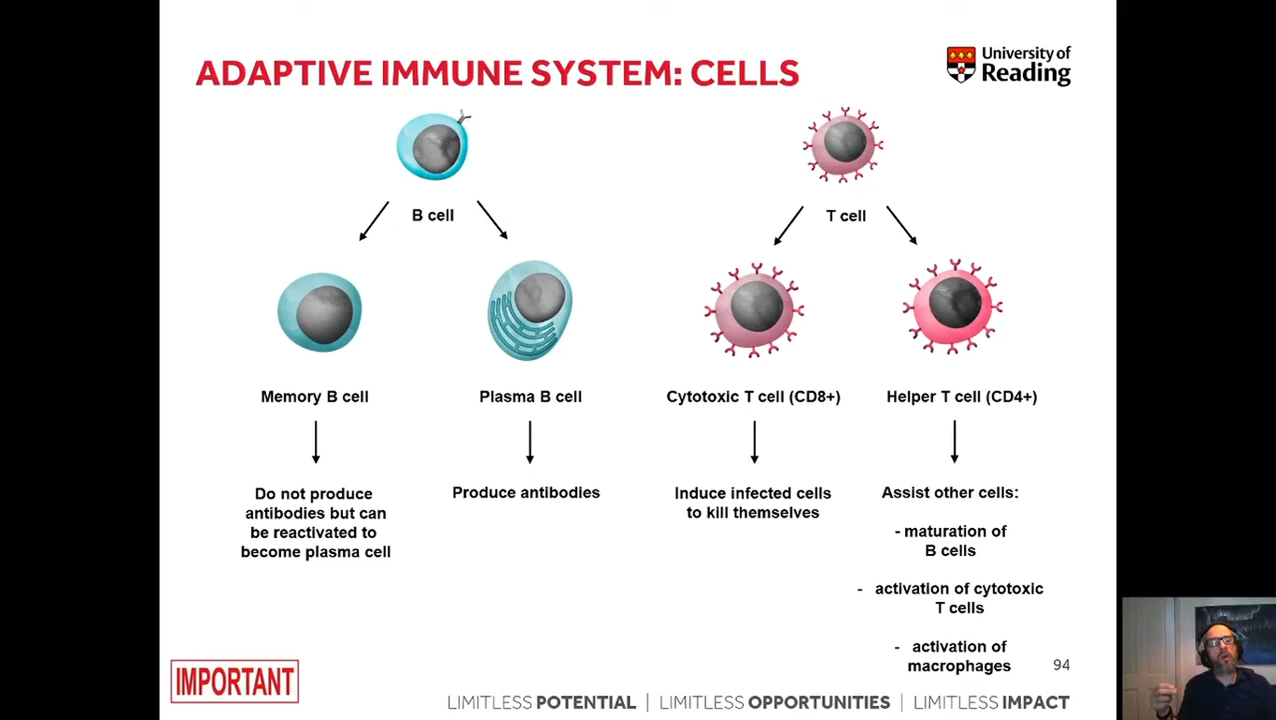 ADAPTIVE IMMUNE SYSTEM: CELLS
University of
Reading
B cell
T cell
Memory B cell
Plasma B cell
Cytotoxic T cell (CD8+)
Helper T cell (CD4+)
Do not produce
antibodies but can
be reactivated to
become plasma cell
Produce antibodies
Induce infected cells
to kill themselves
Assist other cells:
- maturation of
B cells
- activation of cytotoxic
T cells
- activation of
macrophages
94
IMPORTANT
LIMITLESS POTENTIAL | LIMITLESS OPPORTUNITIES | LIMITLESS IMPACT